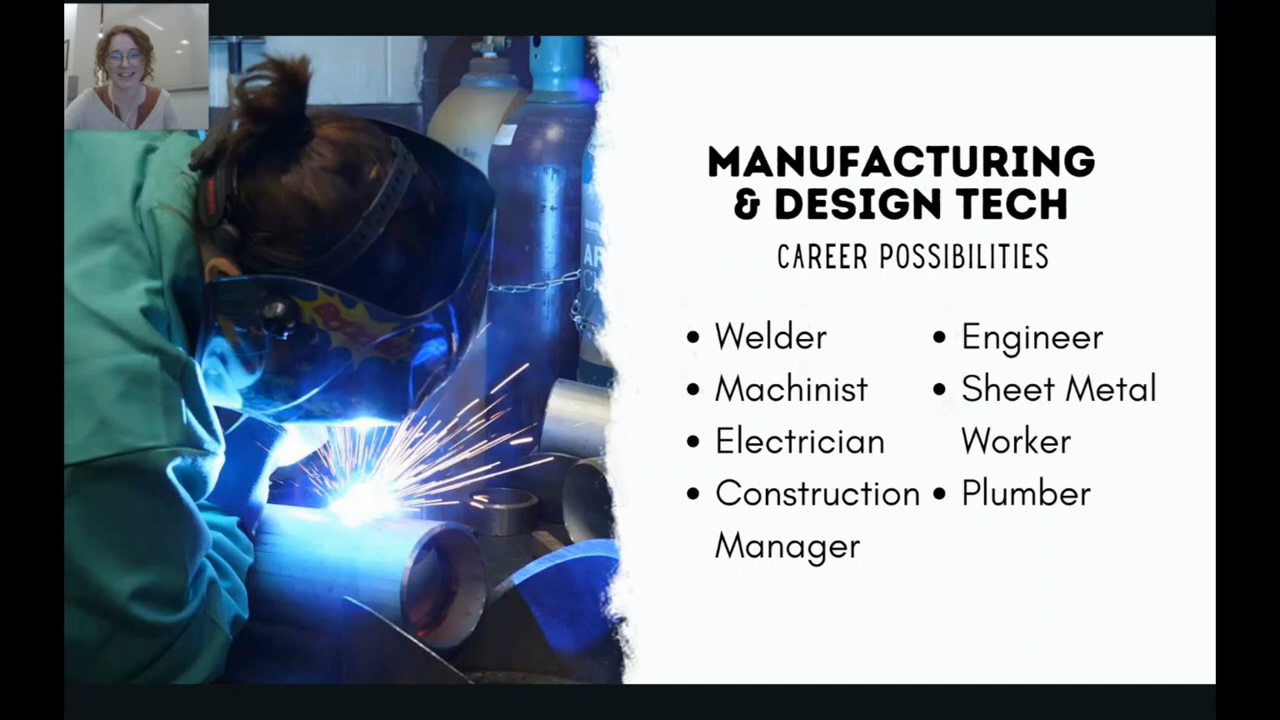 MANUFACTURING
& DESIGN TECH
CAREER POSSIBILITIES
• Welder
• Machinist
• Electrician
• Construction
Manager
• Engineer
• Sheet Metal
Worker
• Plumber